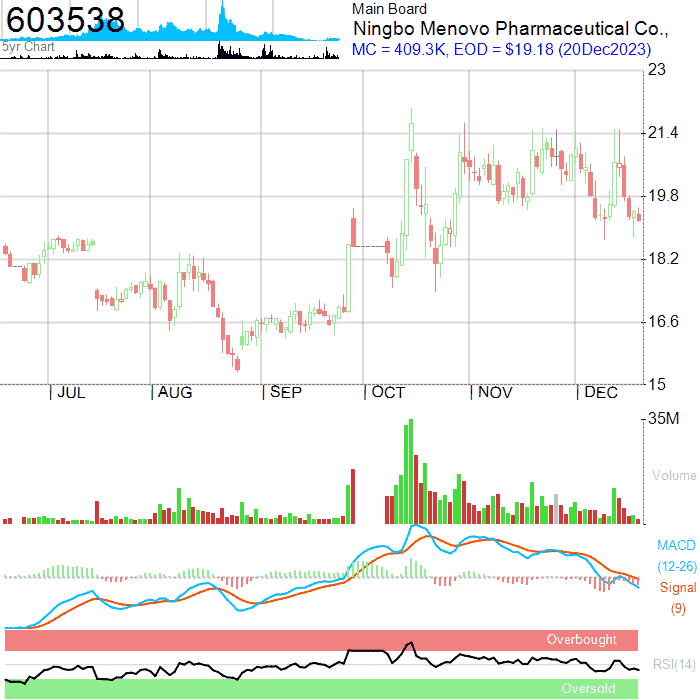 603538
5yr Chart
Main Board
Ningbo Menovo Pharmaceutical Co.,
MC = 409.3K, EOD = $19.18 (20Dec2023)
23
21.4
19.8
18.2
16.6
15
JUL AUG SEP OCT NOV DEC
35M
Volume
MACD
(12-26)
Signal
(9)
Overbought
RSI(14)
Oversold